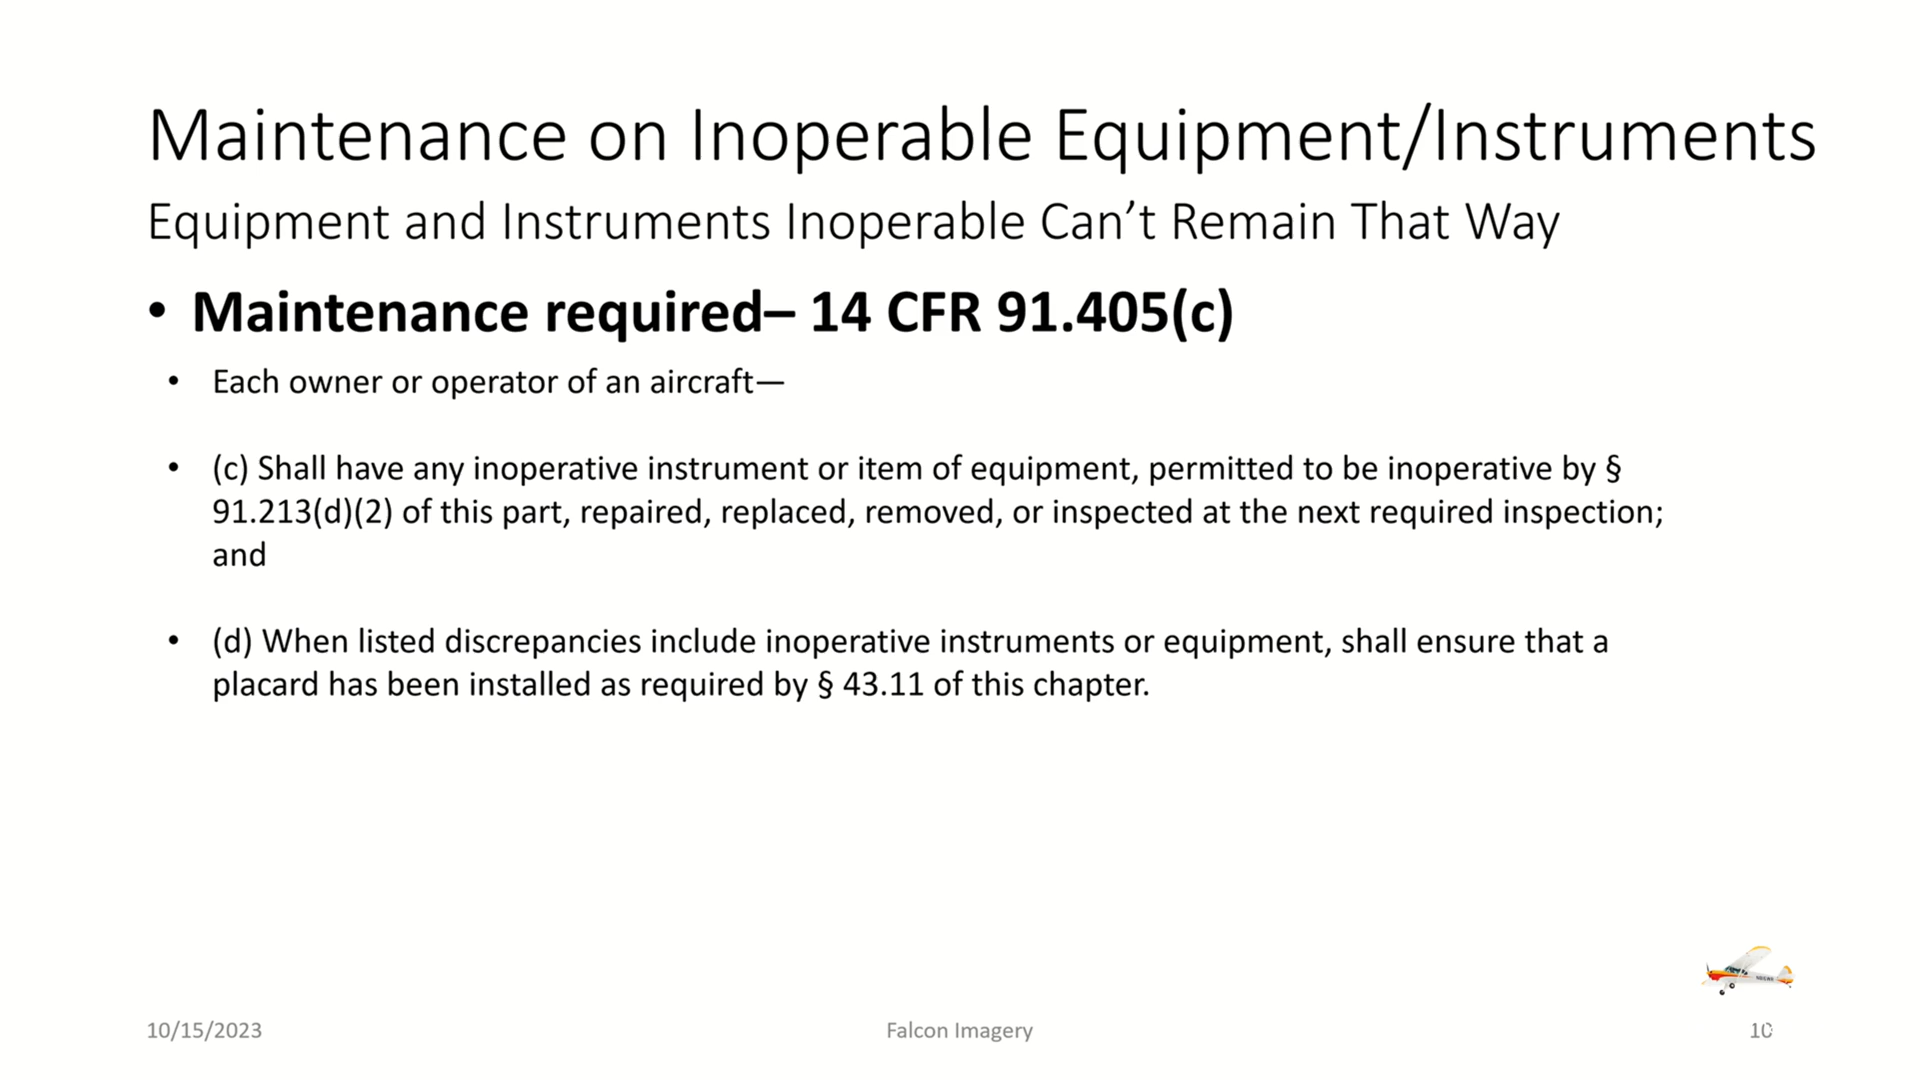 Maintenance on Inoperable Equipment/Instruments
Equipment and Instruments Inoperable Can’t Remain That Way
• Maintenance required– 14 CFR 91.405(c)
• Each owner or operator of an aircraft—
• (c) Shall have any inoperative instrument or item of equipment, permitted to be inoperative by §
91.213(d)(2) of this part, repaired, replaced, removed, or inspected at the next required inspection;
and
• (d) When listed discrepancies include inoperative instruments or equipment, shall ensure that a
placard has been installed as required by § 43.11 of this chapter.
10/15/2023
Falcon Imagery
10